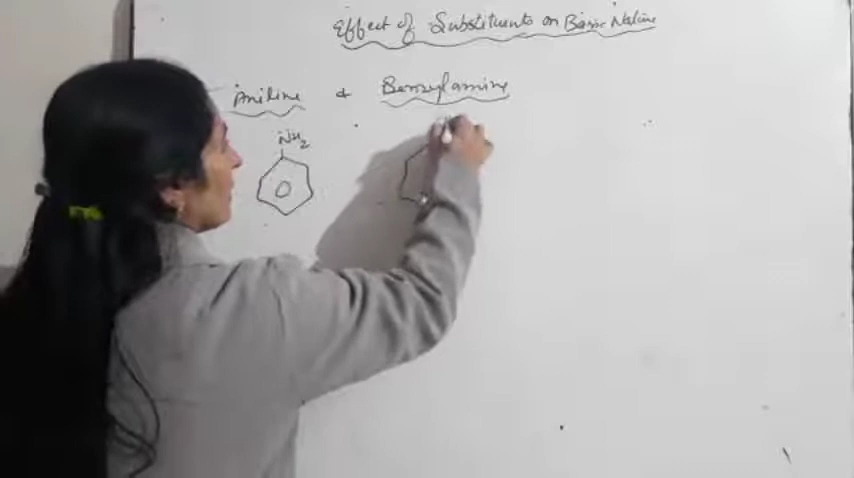 Effect of Substituents on Basic Nature
Aniline & Benzylamine
NH2